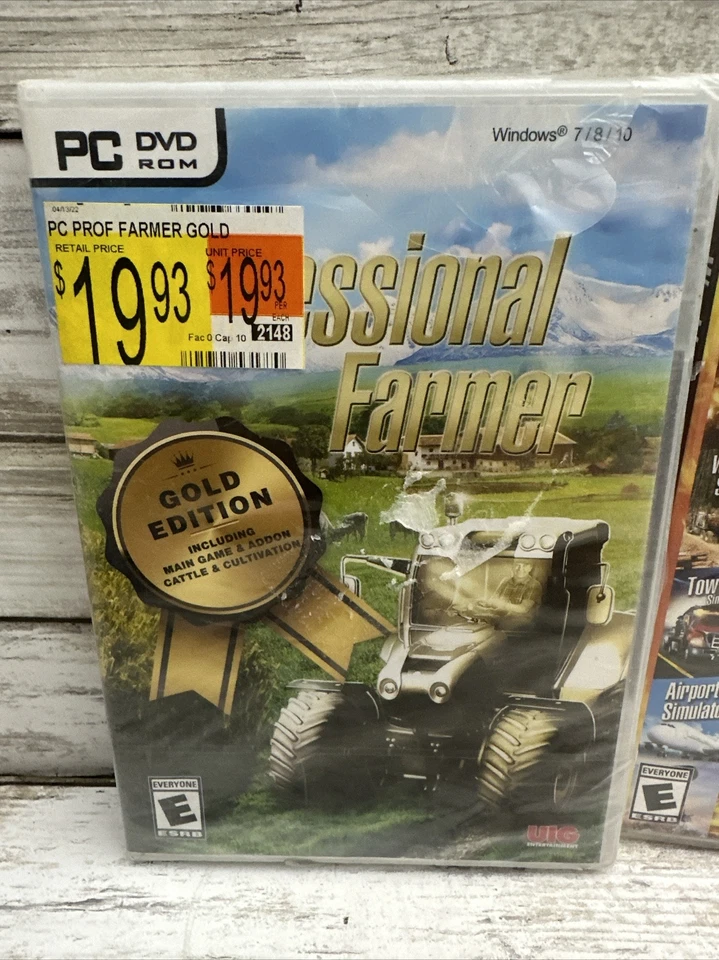 PC DVD
ROM
Windows® 7/8/10
04/13/22
PC PROF FARMER GOLD
RETAIL PRICE
UNIT PRICE
$19 93
$19 93
PER
EACH
Fac 0 Cap 10 2148
essional
Farmer
GOLD
EDITION
INCLUDING
MAIN GAME & ADDON
CATTLE & CULTIVATION
EVERYONE
E
ESRB
UIG
ENTERTAINMENT
Tow
Airport
Simulato
EVERYONE
E
ESRB